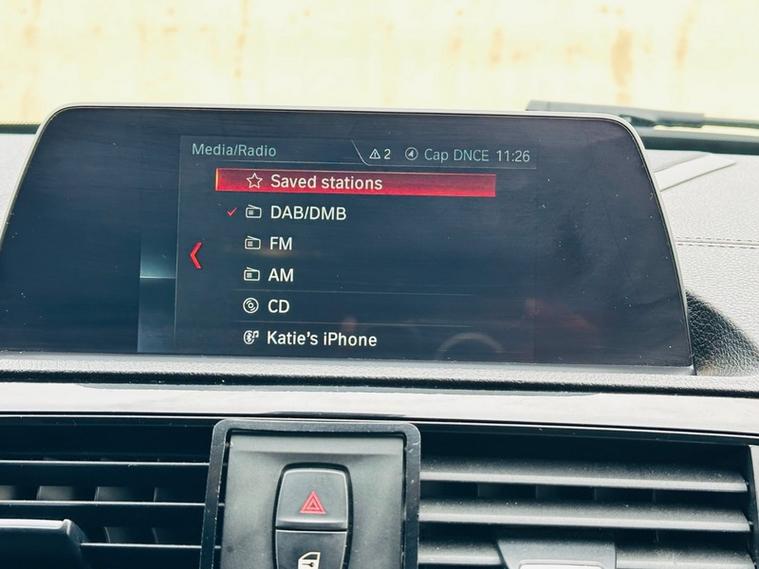 Media/Radio 2 Cap DNCE 11:26
Saved stations
DAB/DMB
FM
AM
CD
Katie's iPhone